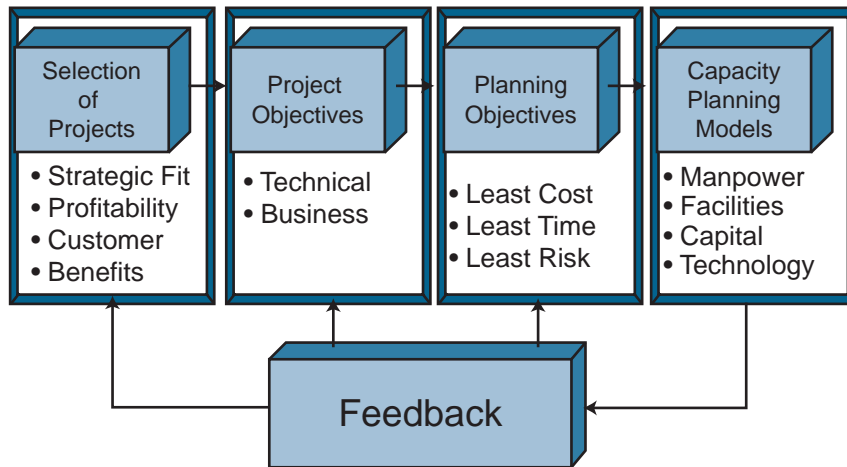 Selection
of
Projects
• Strategic Fit
• Profitability
• Customer
• Benefits
Project
Objectives
• Technical
• Business
Planning
Objectives
• Least Cost
• Least Time
• Least Risk
Capacity
Planning
Models
• Manpower
• Facilities
• Capital
• Technology
Feedback